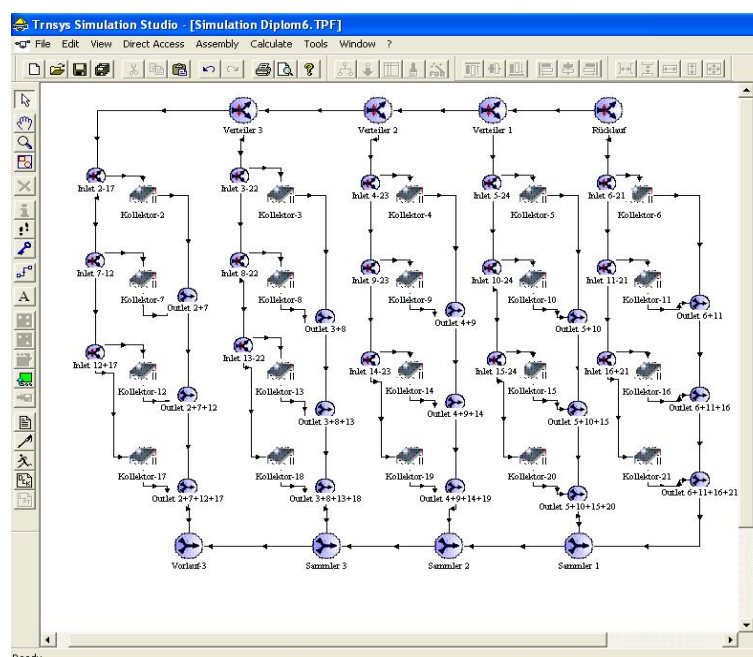 Trnsys Simulation Studio - [Simulation Diplom6.TPF]
File Edit View Direct Access Assembly Calculate Tools Window ?
Verteiler 3 Verteiler 2 Verteiler 1 Rücklauf
Inlet 2-17 Inlet 3-22 Inlet 4-23 Inlet 5-24 Inlet 6-21
Kollektor-2 Kollektor-3 Kollektor-4 Kollektor-5 Kollektor-6
Inlet 7-12 Inlet 8-22 Inlet 9-23 Inlet 10-24 Inlet 11-21
Kollektor-7 Kollektor-8 Kollektor-9 Kollektor-10 Kollektor-11
Outlet 2+7 Outlet 3+8 Outlet 4+9 Outlet 5+10 Outlet 6+11
Inlet 12+17 Inlet 13-22 Inlet 14-23 Inlet 15-24 Inlet 16+21
Kollektor-12 Kollektor-13 Kollektor-14 Kollektor-15 Kollektor-16
Outlet 2+7+12 Outlet 3+8+13 Outlet 4+9+14 Outlet 5+10+15 Outlet 6+11+16
Kollektor-17 Kollektor-18 Kollektor-19 Kollektor-20 Kollektor-21
Outlet 2+7+12+17 Outlet 3+8+13+18 Outlet 4+9+14+19 Outlet 5+10+15+20 Outlet 6+11+16+21
Vorlauf-3 Sammler 3 Sammler 2 Sammler 1